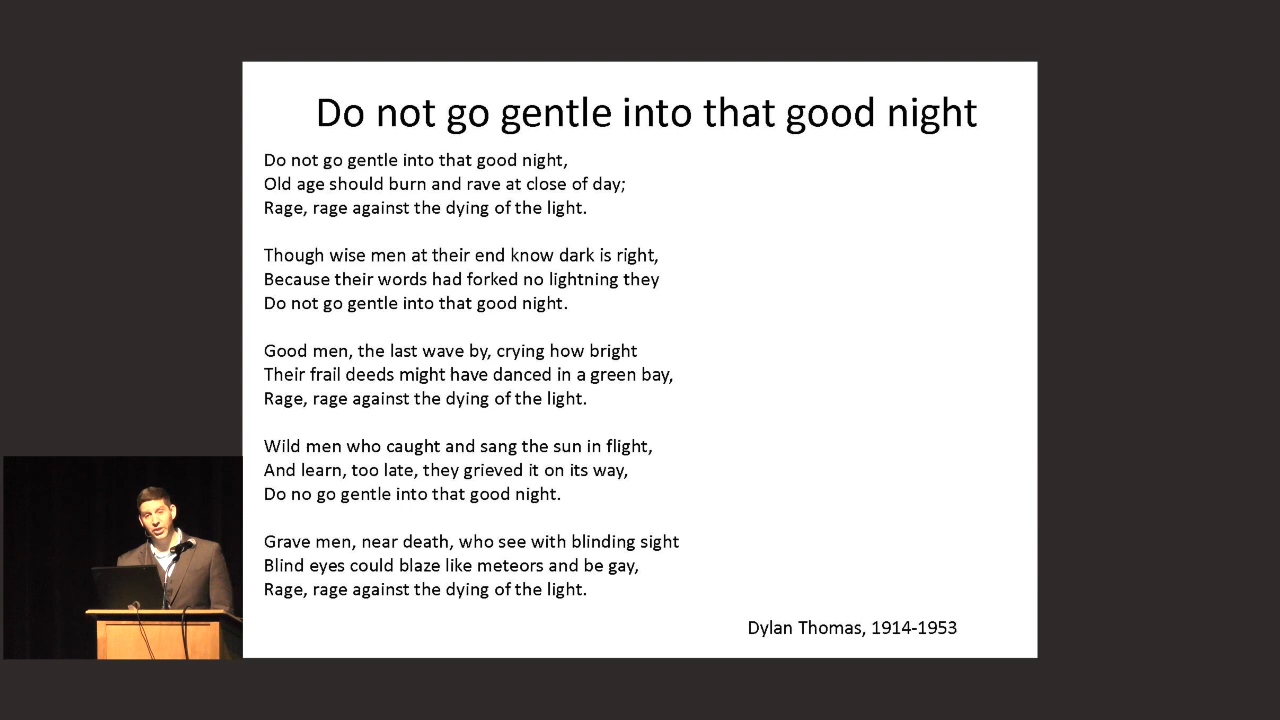 Do not go gentle into that good night
Do not go gentle into that good night,
Old age should burn and rave at close of day;
Rage, rage against the dying of the light.
Though wise men at their end know dark is right,
Because their words had forked no lightning they
Do not go gentle into that good night.
Good men, the last wave by, crying how bright
Their frail deeds might have danced in a green bay,
Rage, rage against the dying of the light.
Wild men who caught and sang the sun in flight,
And learn, too late, they grieved it on its way,
Do no go gentle into that good night.
Grave men, near death, who see with blinding sight
Blind eyes could blaze like meteors and be gay,
Rage, rage against the dying of the light.
Dylan Thomas, 1914-1953